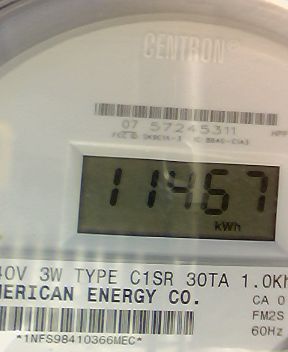 CENTRON®
07 57245311
11467
kWh
40V 3W TYPE C1SR 30TA 1.0Kh
MERICAN ENERGY CO.
CA 0
FM2S
60Hz
*1NFS98410366MEC*